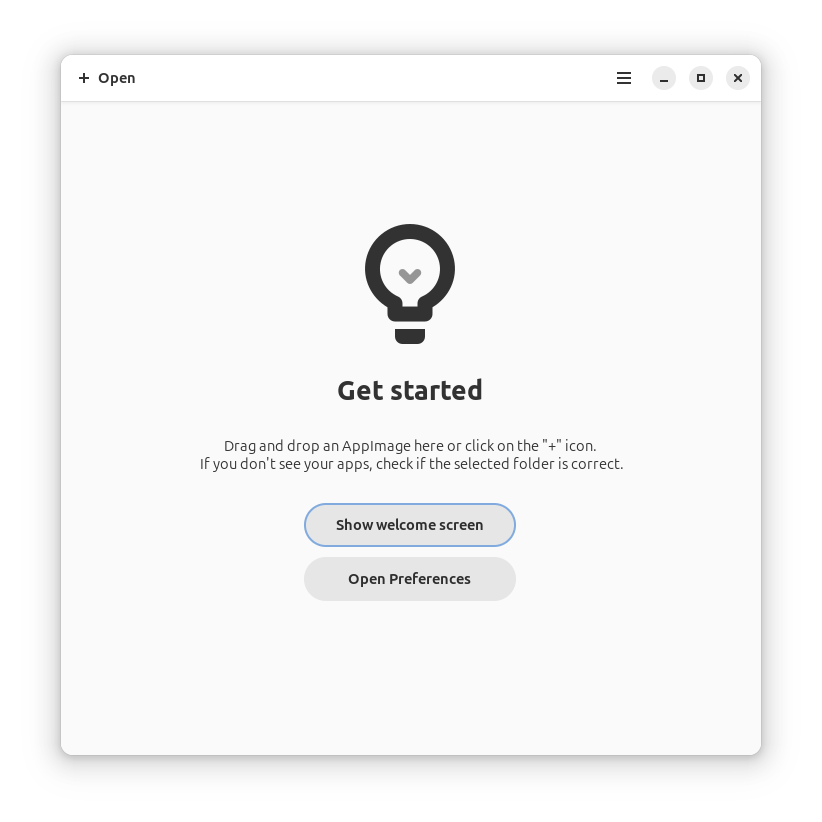 Open
Get started
Drag and drop an AppImage here or click on the "+" icon.
If you don't see your apps, check if the selected folder is correct.
Show welcome screen
Open Preferences